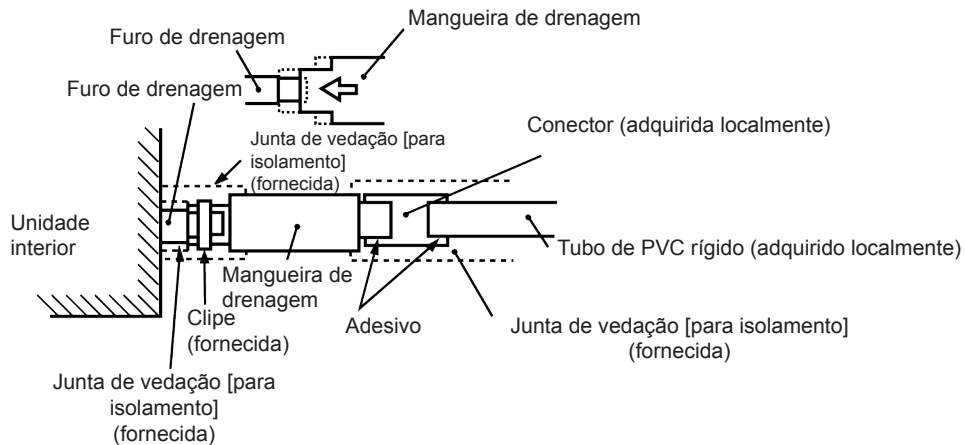 Mangueira de drenagem
Furo de drenagem
Furo de drenagem
Conector (adquirida localmente)
Junta de vedação [para
isolamento]
(fornecida)
Unidade
interior
Tubo de PVC rígido (adquirido localmente)
Mangueira de
drenagem
Clipe
(fornecida)
Adesivo
Junta de vedação [para isolamento]
(fornecida)
Junta de vedação [para
isolamento]
(fornecida)